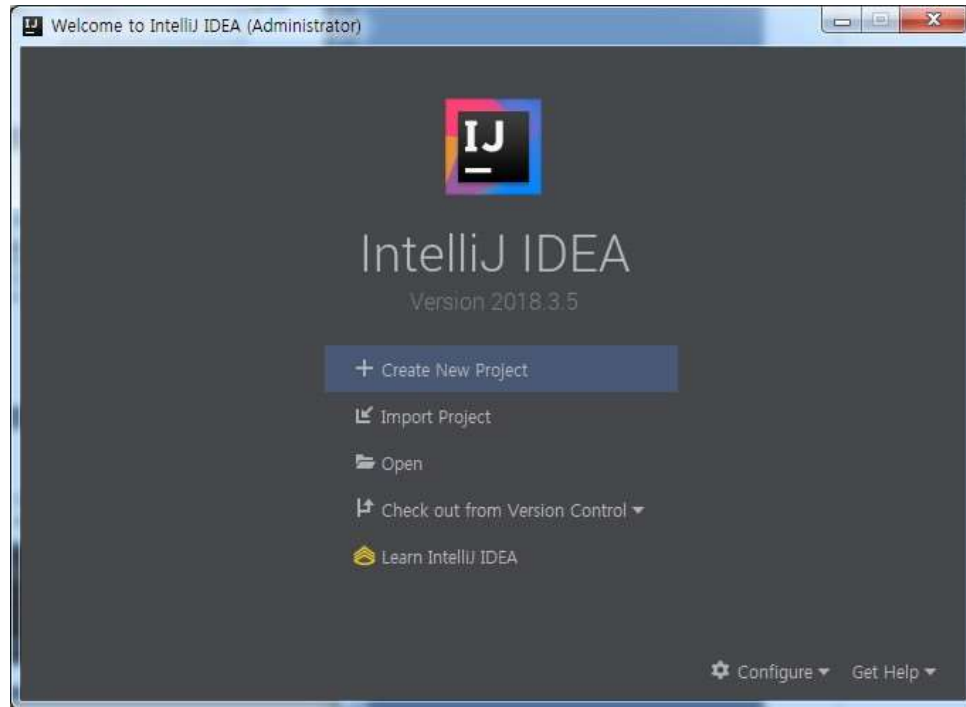 Welcome to IntelliJ IDEA (Administrator)
IJ
IntelliJ IDEA
Version 2018.3.5
Create New Project
Import Project
Open
Check out from Version Control
Learn IntelliJ IDEA
Configure Get Help